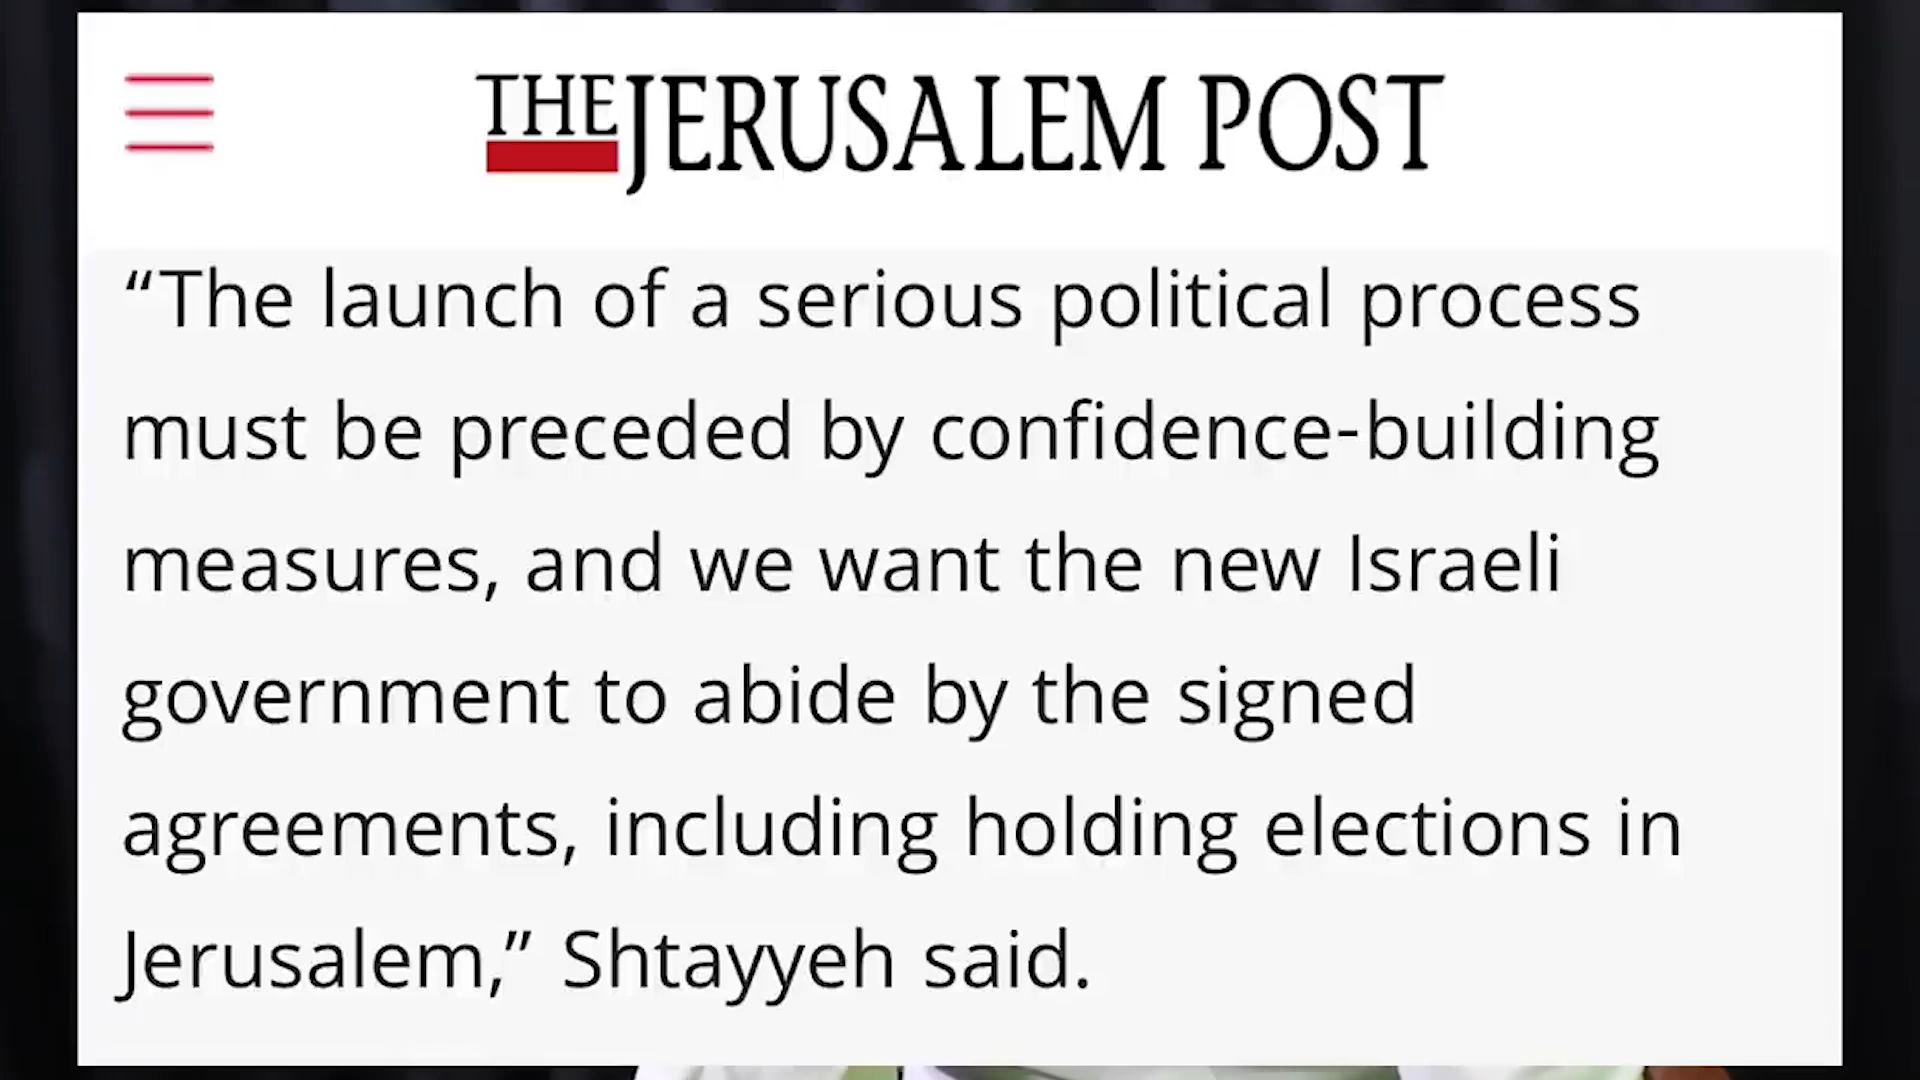 THE JERUSALEM POST
“The launch of a serious political process
must be preceded by confidence-building
measures, and we want the new Israeli
government to abide by the signed
agreements, including holding elections in
Jerusalem,” Shtayyeh said.